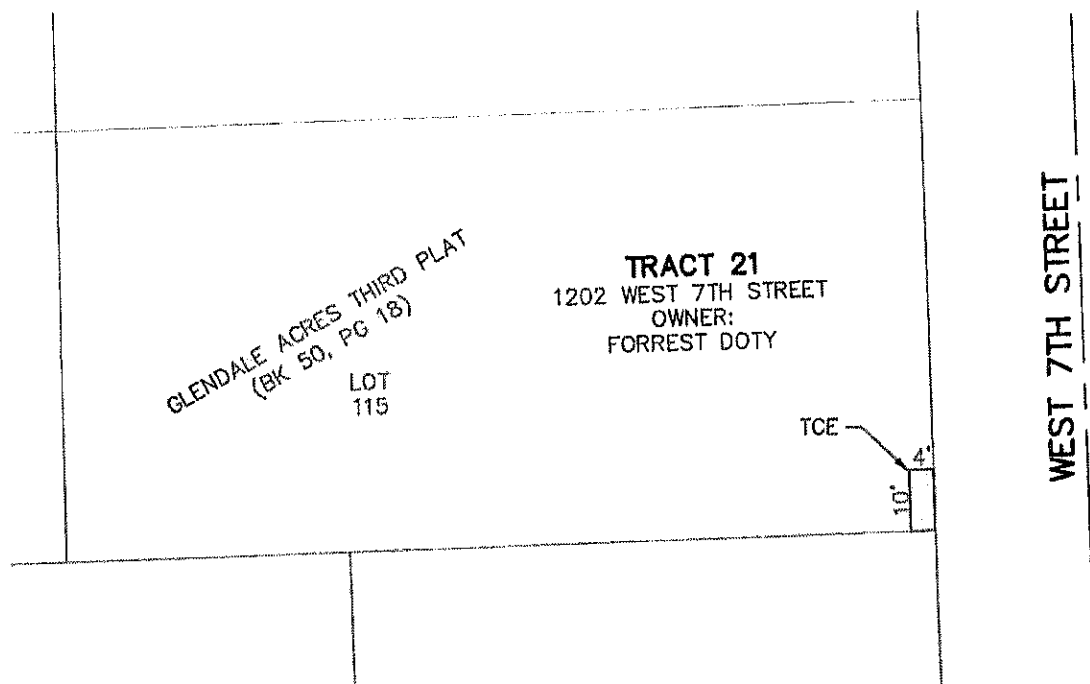 GLENDALE ACRES THIRD PLAT
(BK 50, PG 18)
LOT
115
TRACT 21
1202 WEST 7TH STREET
OWNER:
FORREST DOTY
TCE
4'
10'
WEST 7TH STREET